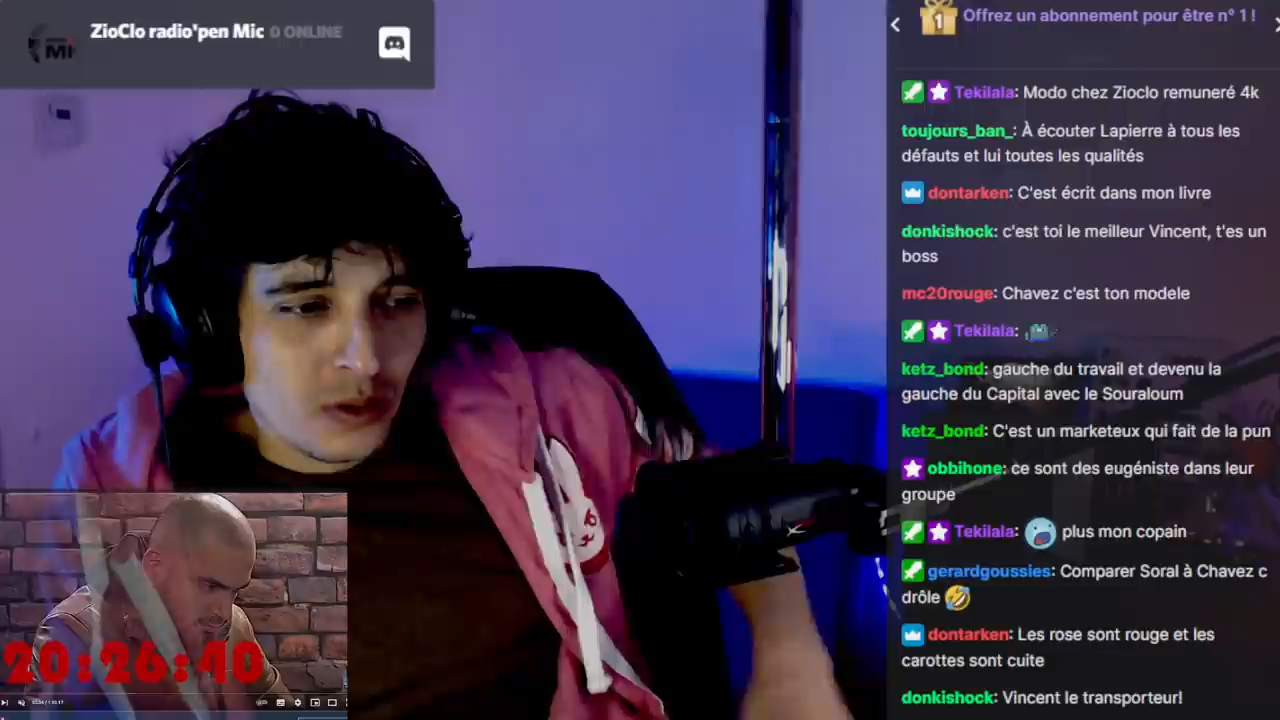 ZioClo radio'pen Mic 0 ONLINE
MI
Offrez un abonnement pour être n° 1 !
1
Tekilala: Modo chez Zioclo remuneré 4k
toujours_ban_: À écouter Lapierre à tous les
défauts et lui toutes les qualités
dontarken: C'est écrit dans mon livre
donkishock: c'est toi le meilleur Vincent, t'es un
boss
mc20rouge: Chavez c'est ton modele
Tekilala:
ketz_bond: gauche du travail et devenu la
gauche du Capital avec le Souraloum
ketz_bond: C'est un marketeux qui fait de la pun
obbihone: ce sont des eugéniste dans leur
groupe
Tekilala: plus mon copain
gerardgoussies: Comparer Soral à Chavez c
drôle
dontarken: Les rose sont rouge et les
carottes sont cuite
donkishock: Vincent le transporteur!
20:26:40